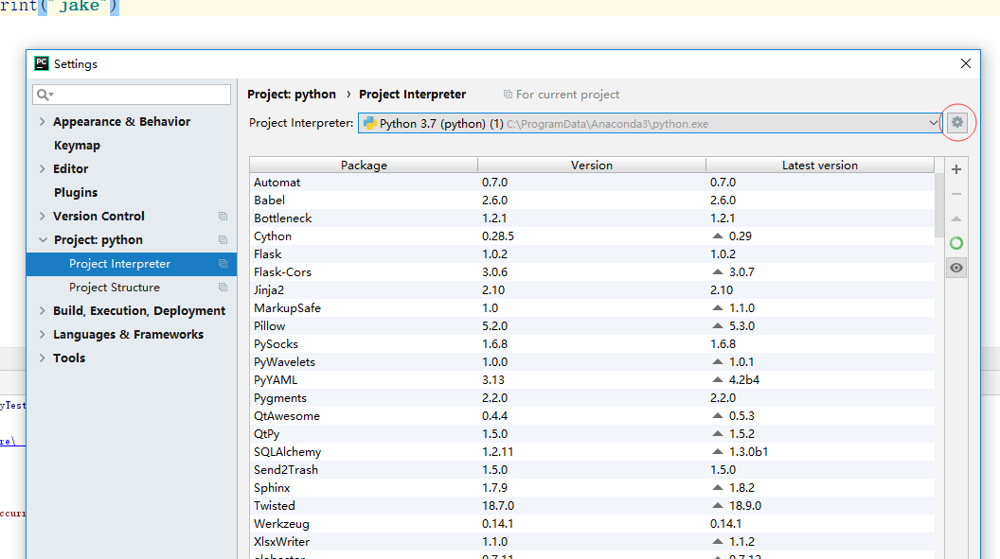 rint("jake")
PC
Settings
Project: python › Project Interpreter For current project
Project Interpreter: Python 3.7 (python) (1) C:\ProgramData\Anaconda3\python.exe
Appearance & Behavior
Keymap
Editor
Plugins
Version Control
Project: python
Project Interpreter
Project Structure
Build, Execution, Deployment
Languages & Frameworks
Tools
Package Version Latest version
Automat 0.7.0 0.7.0
Babel 2.6.0 2.6.0
Bottleneck 1.2.1 1.2.1
Cython 0.28.5 0.29
Flask 1.0.2 1.0.2
Flask-Cors 3.0.6 3.0.7
Jinja2 2.10 2.10
MarkupSafe 1.0 1.1.0
Pillow 5.2.0 5.3.0
PySocks 1.6.8 1.6.8
PyWavelets 1.0.0 1.0.1
PyYAML 3.13 4.2b4
Pygments 2.2.0 2.2.0
QtAwesome 0.4.4 0.5.3
QtPy 1.5.0 1.5.2
SQLAlchemy 1.2.11 1.3.0b1
Send2Trash 1.5.0 1.5.0
Sphinx 1.7.9 1.8.2
Twisted 18.7.0 18.9.0
Werkzeug 0.14.1 0.14.1
XlsxWriter 1.1.0 1.1.2
alabaster 0.7.11 0.7.12
yTest
re\
ccurr